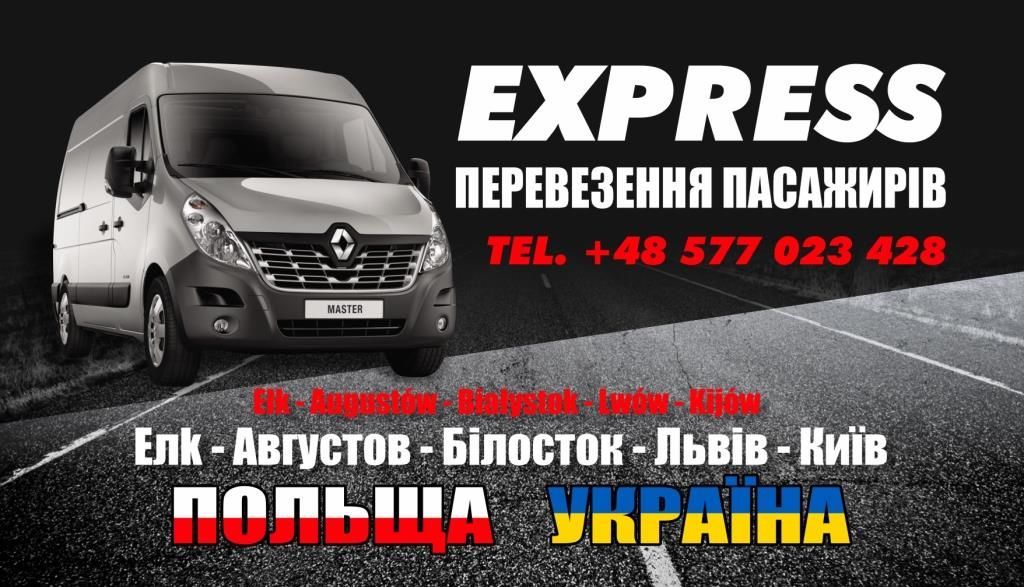 EXPRESS
ПЕРЕВЕЗЕННЯ ПАСАЖИРІВ
TEL. +48 577 023 428
MASTER
Ełk - Augustów - Białystok - Lwów - Kijów
Елk - Августов - Білосток - Львів - Київ
ПОЛЬЩА УКРАЇНА